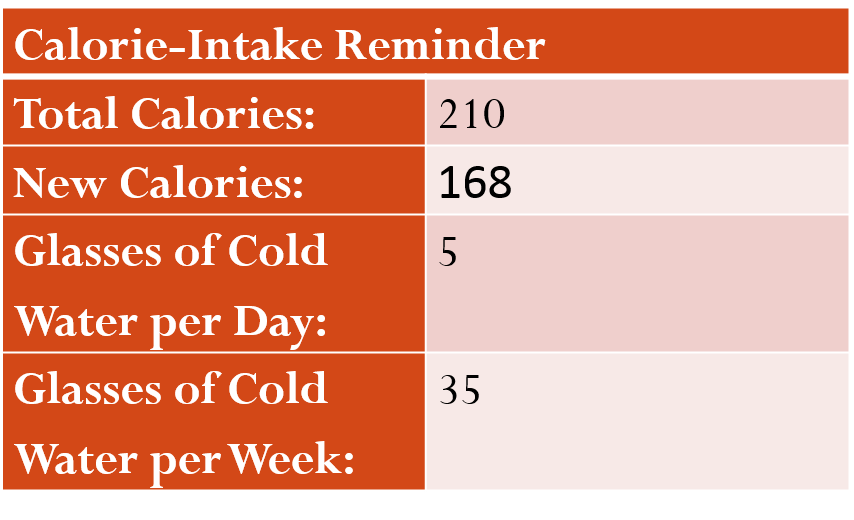 Calorie-Intake Reminder
Total Calories: 210
New Calories: 168
Glasses of Cold 5
Water per Day:
Glasses of Cold 35
Water per Week: